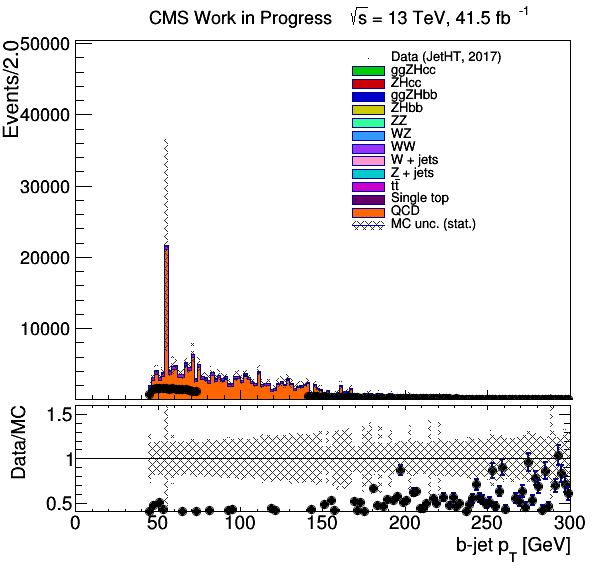 CMS Work in Progress √s = 13 TeV, 41.5 fb⁻¹
Events/2.0
50000
40000
30000
20000
10000
Data (JetHT, 2017)
ggZHcc
ZHcc
ggZHbb
ZHbb
ZZ
WZ
WW
W + jets
Z + jets
tt̄
Single top
QCD
MC unc. (stat.)
Data/MC
1.5
1
0.5
0 50 100 150 200 250 300
b-jet p_T [GeV]